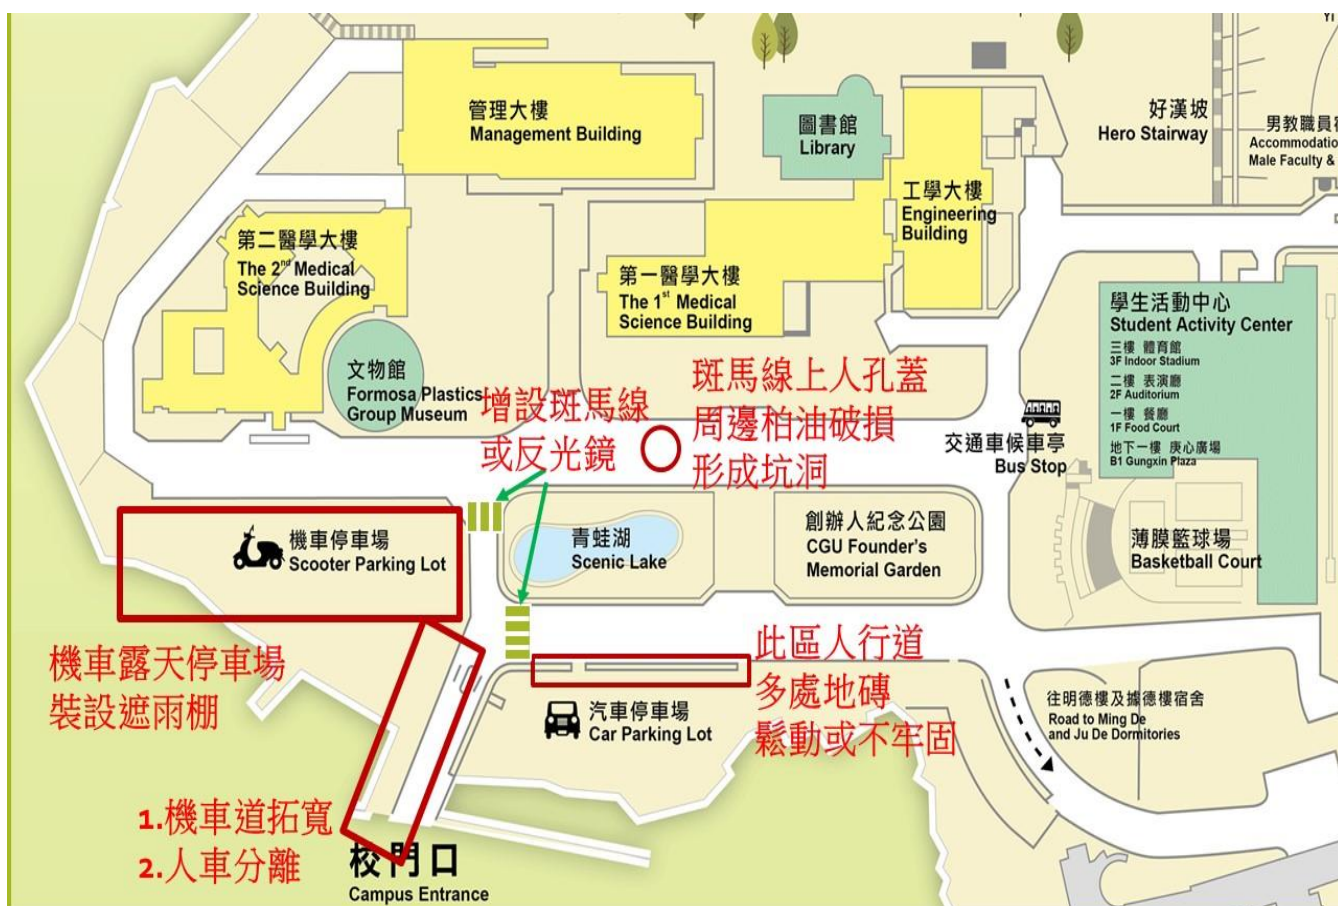 管理大樓
Management Building
圖書館
Library
工學大樓
Engineering
Building
好漢坡
Hero Stairway
男教職員
Accommodatio
Male Faculty &
第二醫學大樓
The 2nd Medical
Science Building
第一醫學大樓
The 1st Medical
Science Building
學生活動中心
Student Activity Center
三樓 體育館
3F Indoor Stadium
二樓 表演廳
2F Auditorium
一樓 餐廳
1F Food Court
地下一樓 庚心廣場
B1 Gungxin Plaza
文物館
Formosa Plastics
Group Museum
增設斑馬線
或反光鏡
斑馬線上人孔蓋
周邊柏油破損
形成坑洞
交通車候車亭
Bus Stop
機車停車場
Scooter Parking Lot
青蛙湖
Scenic Lake
創辦人紀念公園
CGU Founder's
Memorial Garden
薄膜籃球場
Basketball Court
機車露天停車場
裝設遮雨棚
汽車停車場
Car Parking Lot
此區人行道
多處地磚
鬆動或不牢固
往明德樓及據德樓宿舍
Road to Ming De
and Ju De Dormitories
1.機車道拓寬
2.人車分離
校門口
Campus Entrance